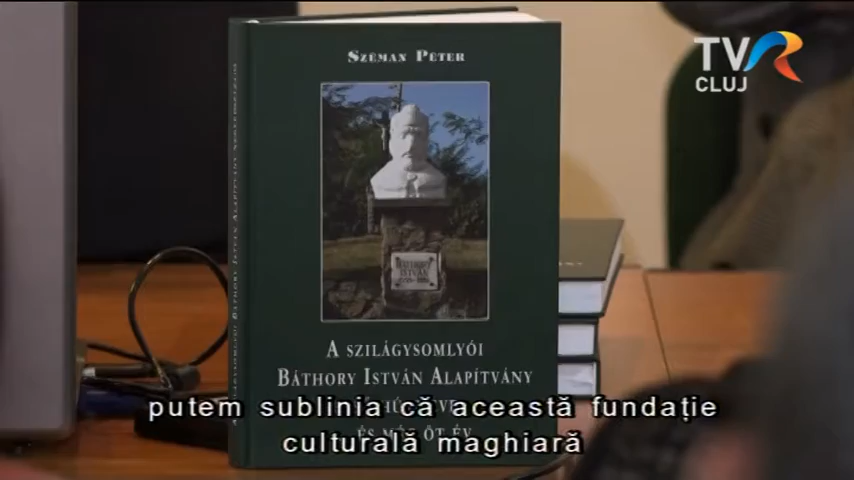 TVR
CLUJ
SZÉMAN PÉTER
BÁTHORY
ISTVÁN
A SZILÁGYSOMLYÓI
BÁTHORY ISTVÁN ALAPÍTVÁNY
ÉS MÉG ÖT ÉV
putem sublinia că această fundație
culturală maghiară